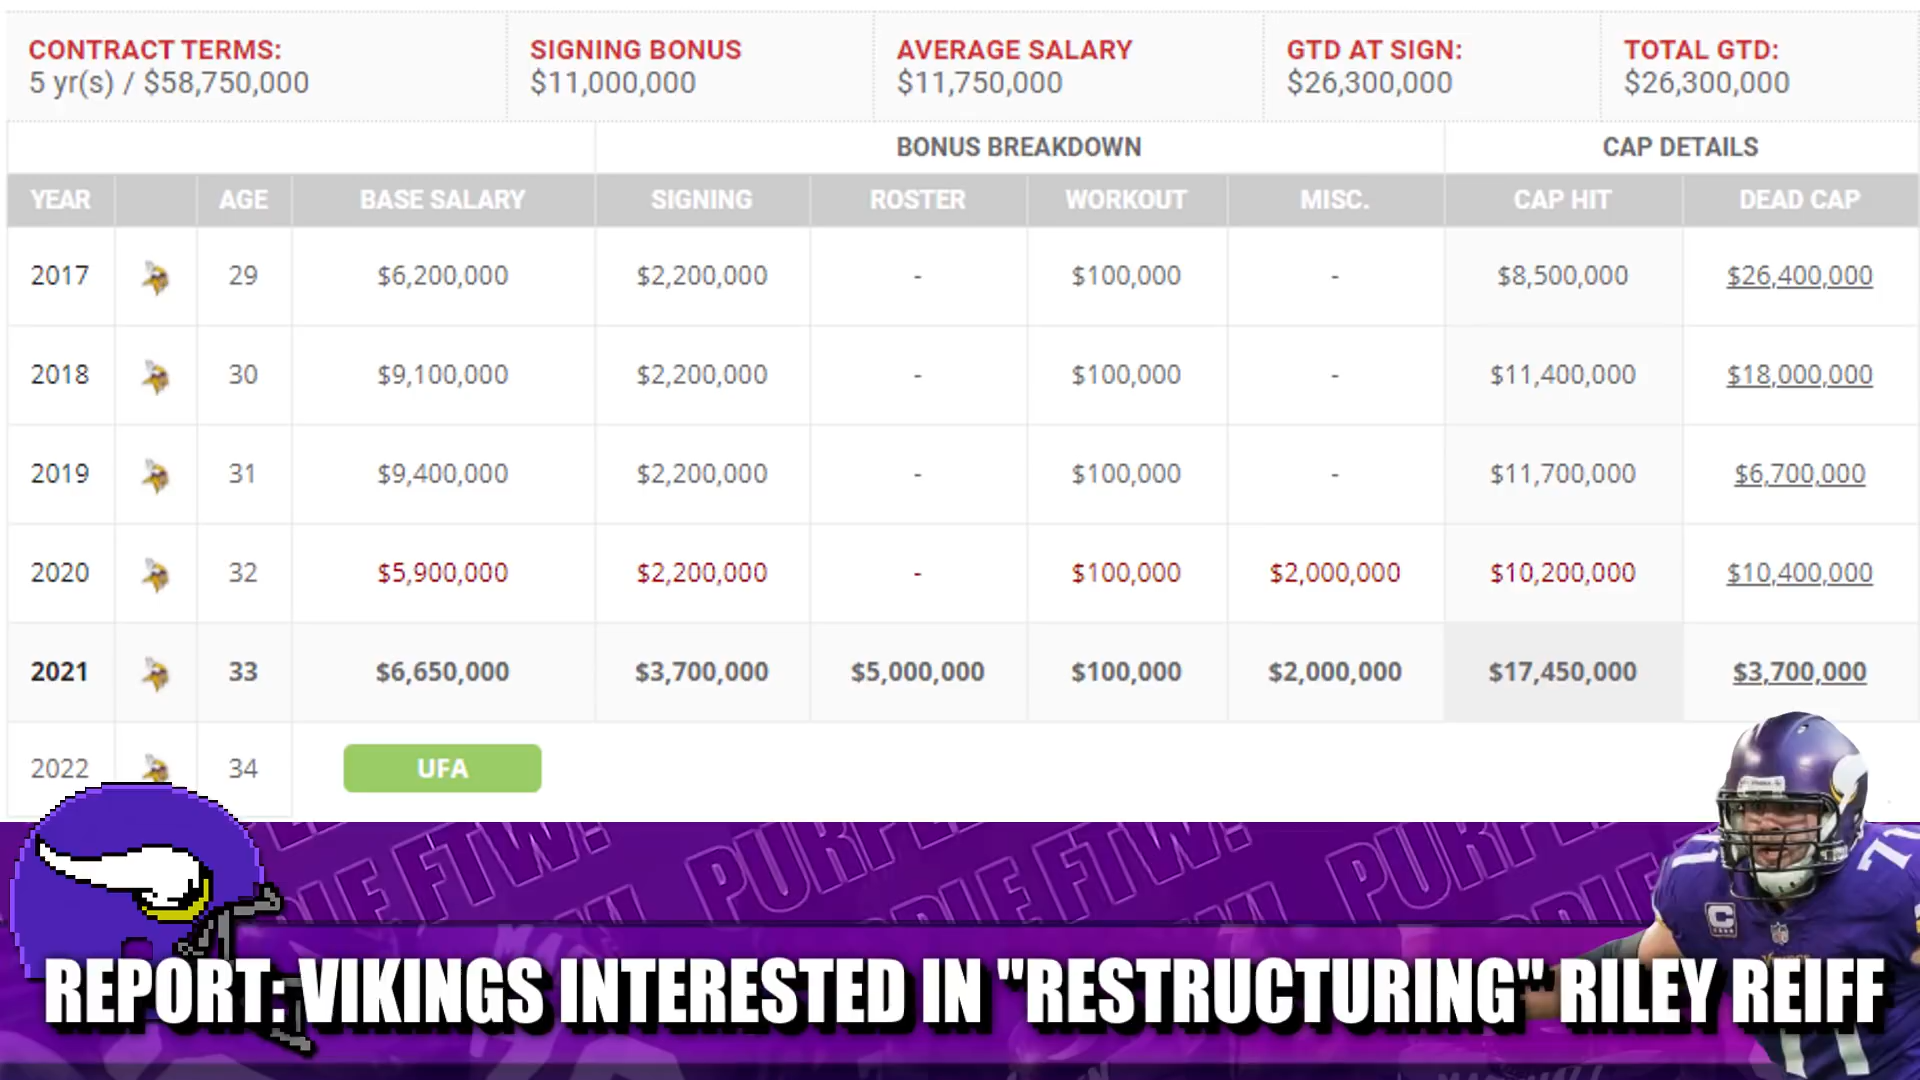 CONTRACT TERMS: SIGNING BONUS AVERAGE SALARY GTD AT SIGN: TOTAL GTD:
5 yr(s) / $58,750,000 $11,000,000 $11,750,000 $26,300,000 $26,300,000
BONUS BREAKDOWN CAP DETAILS
YEAR AGE BASE SALARY SIGNING ROSTER WORKOUT MISC. CAP HIT DEAD CAP
2017 29 $6,200,000 $2,200,000 - $100,000 - $8,500,000 $26,400,000
2018 30 $9,100,000 $2,200,000 - $100,000 - $11,400,000 $18,000,000
2019 31 $9,400,000 $2,200,000 - $100,000 - $11,700,000 $6,700,000
2020 32 $5,900,000 $2,200,000 - $100,000 $2,000,000 $10,200,000 $10,400,000
2021 33 $6,650,000 $3,700,000 $5,000,000 $100,000 $2,000,000 $17,450,000 $3,700,000
2022 34 UFA
REPORT: VIKINGS INTERESTED IN "RESTRUCTURING" RILEY REIFF